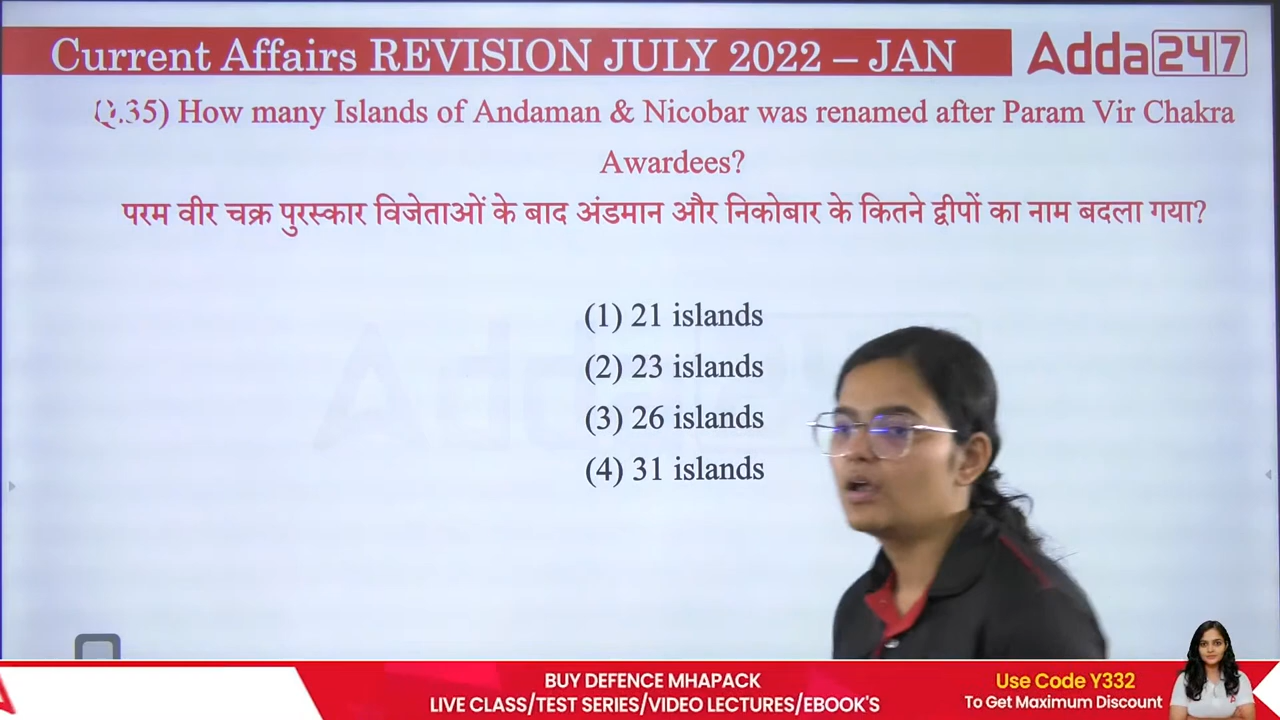 Current Affairs REVISION JULY 2022 – JAN
Adda247
Q.35) How many Islands of Andaman & Nicobar was renamed after Param Vir Chakra
Awardees?
परम वीर चक्र पुरस्कार विजेताओं के बाद अंडमान और निकोबार के कितने द्वीपों का नाम बदला गया?
(1) 21 islands
(2) 23 islands
(3) 26 islands
(4) 31 islands
BUY DEFENCE MHAPACK
LIVE CLASS/TEST SERIES/VIDEO LECTURES/EBOOK'S
Use Code Y332
To Get Maximum Discount